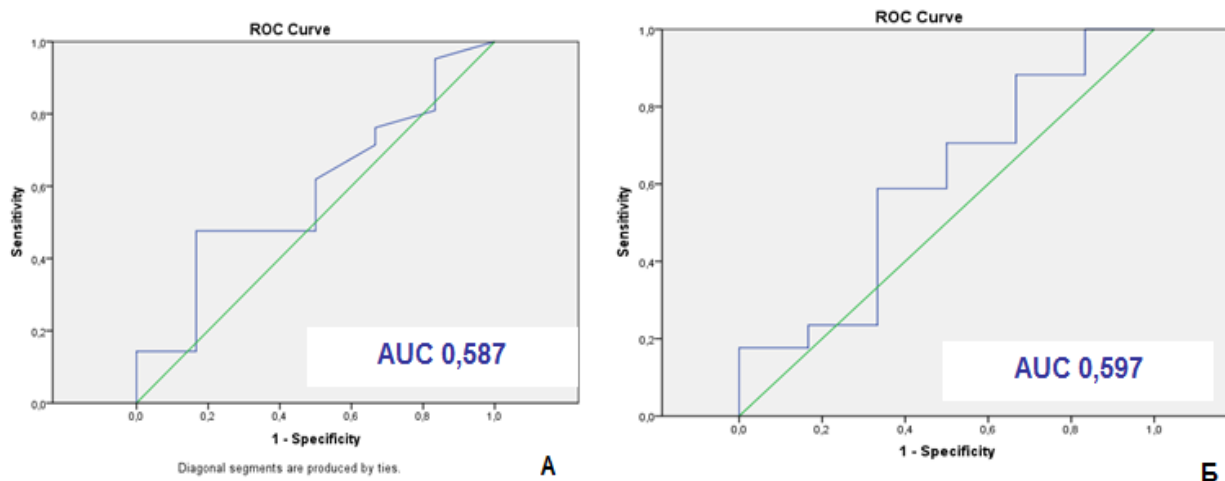 ROC Curve
1,0
0,8
0,6
0,4
0,2
0,0
Sensitivity
AUC 0,587
0,0 0,2 0,4 0,6 0,8 1,0
1 - Specificity
Diagonal segments are produced by ties.
А
ROC Curve
1,0
0,8
0,6
0,4
0,2
0,0
Sensitivity
AUC 0,597
0,0 0,2 0,4 0,6 0,8 1,0
1 - Specificity
Б